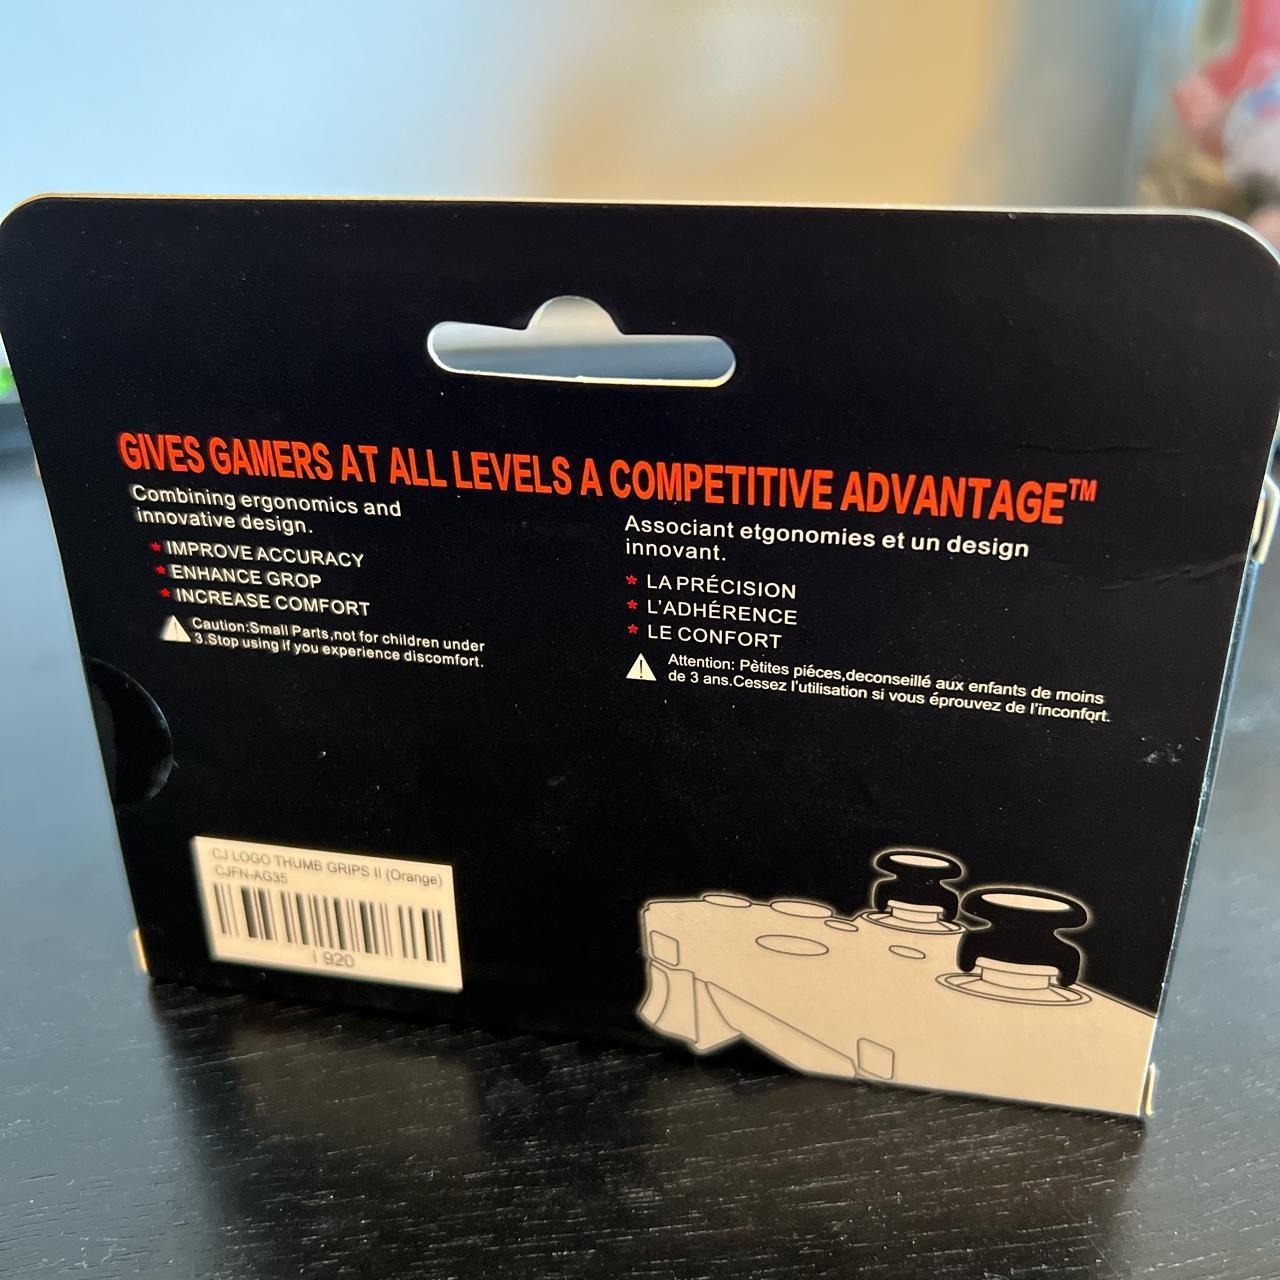 GIVES GAMERS AT ALL LEVELS A COMPETITIVE ADVANTAGE™
Combining ergonomics and
innovative design.
IMPROVE ACCURACY
ENHANCE GROP
INCREASE COMFORT
Caution:Small Parts,not for children under
3.Stop using if you experience discomfort.
Associant etgonomies et un design
innovant.
LA PRÉCISION
L'ADHÉRENCE
LE CONFORT
Attention: Pètites piéces,deconseillé aux enfants de moins
de 3 ans.Cessez l'utilisation si vous éprouvez de l'inconfort.
CJ LOGO THUMB GRIPS II (Orange)
CJFN-AG35
920